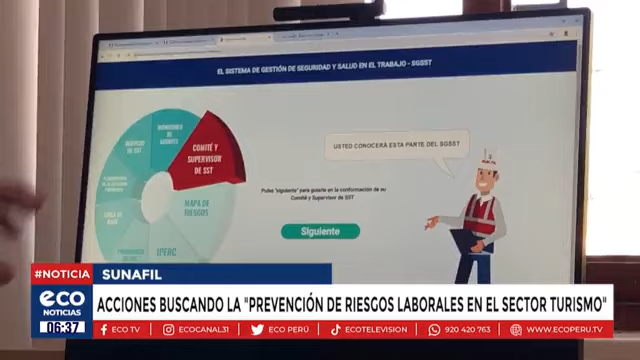 EL SISTEMA DE GESTIÓN DE SEGURIDAD Y SALUD EN EL TRABAJO - SGSST
COMITÉ Y
SUPERVISOR
DE SST
MAPA DE
RIESGOS
IPERC
USTED CONOCERÁ ESTA PARTE DEL SGSST
Pulse "siguiente" para guiarte en la conformación de su
Comité y Supervisor de SST
Siguiente
#NOTICIA SUNAFIL
eco
NOTICIAS
06:37
ACCIONES BUSCANDO LA "PREVENCIÓN DE RIESGOS LABORALES EN EL SECTOR TURISMO"
ECO TV ECOCANAL31 ECO PERÚ ECOTELEVISIÓN 920 420 763 WWW.ECOPERU.TV